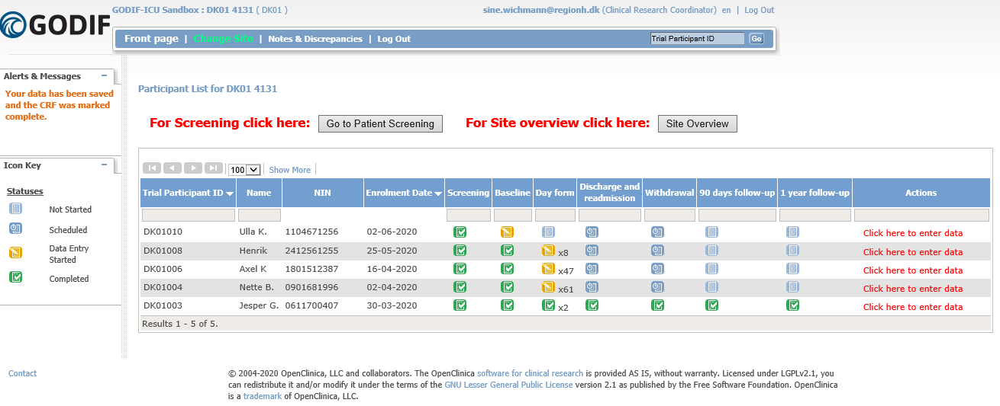 GODIF
GODIF-ICU Sandbox : DK01 4131 ( DK01 )
sine.wichmann@regionh.dk (Clinical Research Coordinator) en | Log Out
Front page | Change Site | Notes & Discrepancies | Log Out
Trial Participant ID Go
Alerts & Messages
Your data has been saved
and the CRF was marked
complete.
Icon Key
Statuses
Not Started
Scheduled
Data Entry
Started
Completed
Participant List for DK01 4131
For Screening click here: Go to Patient Screening For Site overview click here: Site Overview
100 Show More
Trial Participant ID Name NIN Enrolment Date Screening Baseline Day form Discharge and readmission Withdrawal 90 days follow-up 1 year follow-up Actions
DK01010 Ulla K. 1104671256 02-06-2020 Click here to enter data
DK01008 Henrik 2412561255 25-05-2020 x8 Click here to enter data
DK01006 Axel K 1801512387 16-04-2020 x47 Click here to enter data
DK01004 Nette B. 0901681996 02-04-2020 x61 Click here to enter data
DK01003 Jesper G. 0611700407 30-03-2020 x2 Click here to enter data
Results 1 - 5 of 5.
Contact
© 2004-2020 OpenClinica, LLC and collaborators. The OpenClinica software for clinical research is provided AS IS, without warranty. Licensed under LGPLv2.1, you
can redistribute it and/or modify it under the terms of the GNU Lesser General Public License version 2.1 as published by the Free Software Foundation. OpenClinica
is a trademark of OpenClinica, LLC.